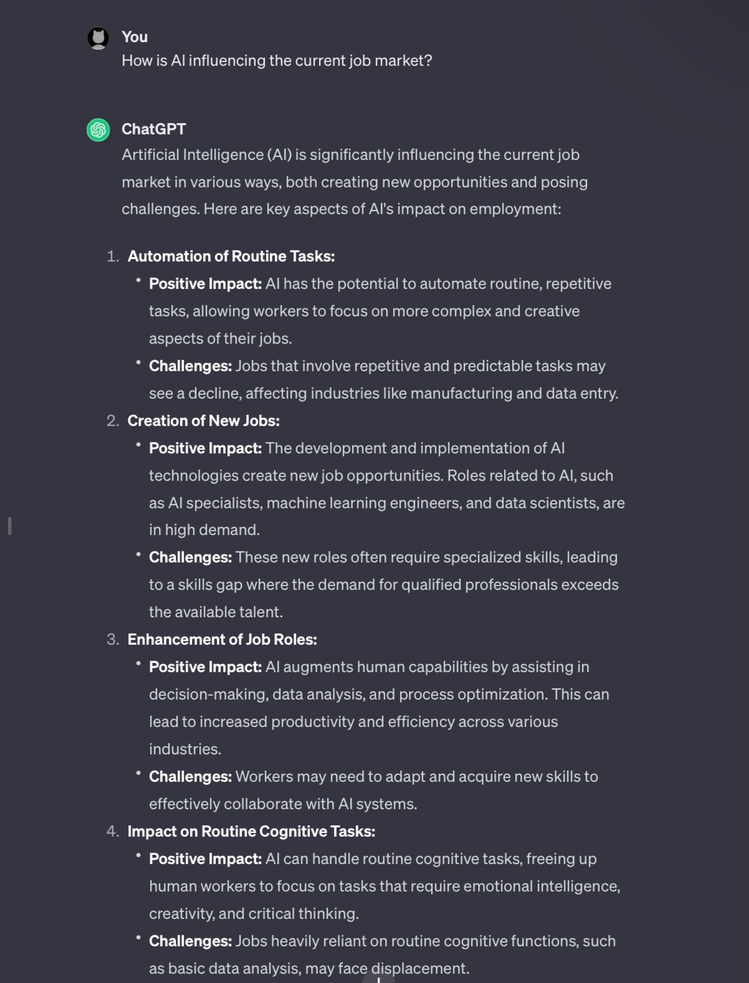 You
How is AI influencing the current job market?
ChatGPT
Artificial Intelligence (AI) is significantly influencing the current job
market in various ways, both creating new opportunities and posing
challenges. Here are key aspects of AI's impact on employment:
1. Automation of Routine Tasks:
• Positive Impact: AI has the potential to automate routine, repetitive
tasks, allowing workers to focus on more complex and creative
aspects of their jobs.
• Challenges: Jobs that involve repetitive and predictable tasks may
see a decline, affecting industries like manufacturing and data entry.
2. Creation of New Jobs:
• Positive Impact: The development and implementation of AI
technologies create new job opportunities. Roles related to AI, such
as AI specialists, machine learning engineers, and data scientists, are
in high demand.
• Challenges: These new roles often require specialized skills, leading
to a skills gap where the demand for qualified professionals exceeds
the available talent.
3. Enhancement of Job Roles:
• Positive Impact: AI augments human capabilities by assisting in
decision-making, data analysis, and process optimization. This can
lead to increased productivity and efficiency across various
industries.
• Challenges: Workers may need to adapt and acquire new skills to
effectively collaborate with AI systems.
4. Impact on Routine Cognitive Tasks:
• Positive Impact: AI can handle routine cognitive tasks, freeing up
human workers to focus on tasks that require emotional intelligence,
creativity, and critical thinking.
• Challenges: Jobs heavily reliant on routine cognitive functions, such
as basic data analysis, may face displacement.